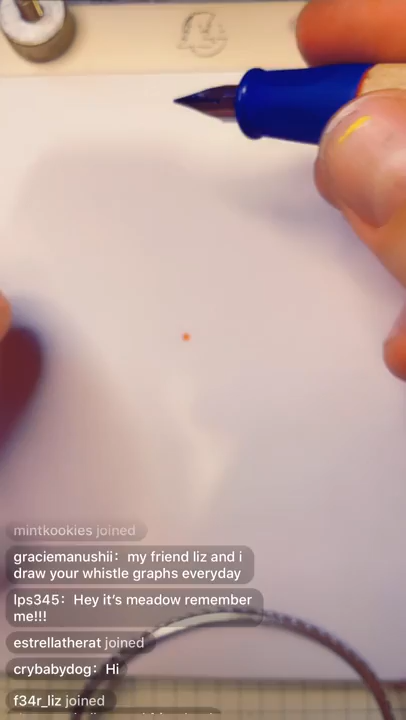 mintkookies joined
graciemanushii: my friend liz and i
draw your whistle graphs everyday
lps345: Hey it's meadow remember
me!!!
estrellatherat joined
crybabydog: Hi
f34r_liz joined